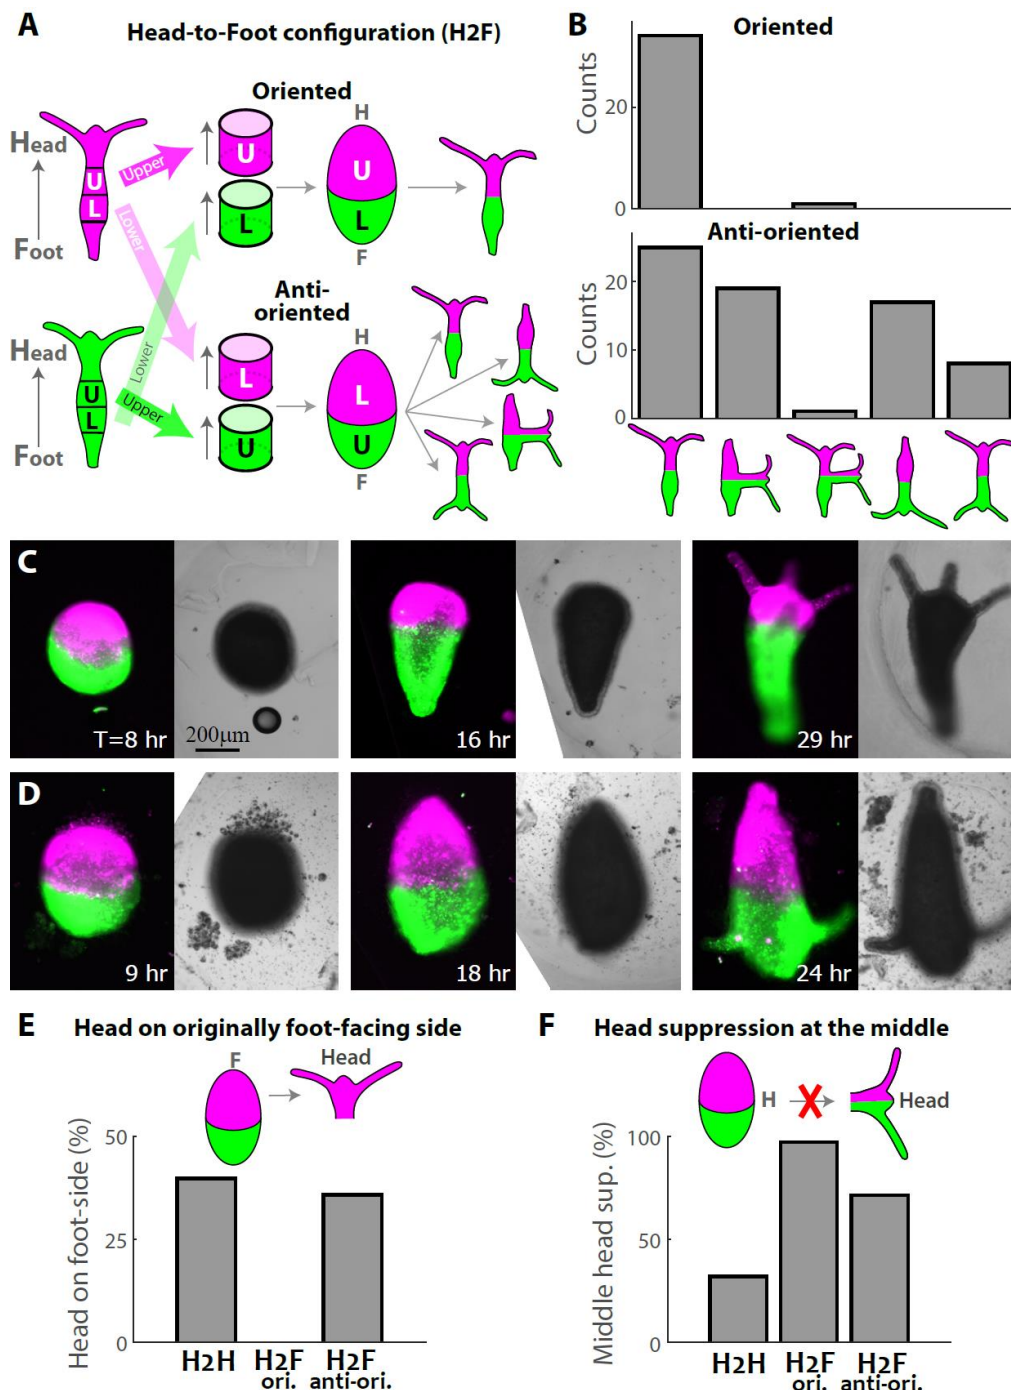 A
Head-to-Foot configuration (H2F)
Oriented
Head
Foot
U
L
Upper
Lower
U
L
H
U
L
F
Anti-
oriented
Head
Foot
U
L
Lower
Upper
L
U
H
L
U
F
B
Oriented
Counts
20
0
Anti-oriented
Counts
20
10
0
C
T=8 hr
200μm
16 hr
29 hr
D
9 hr
18 hr
24 hr
E
Head on originally foot-facing side
F
Head
Head on foot-side (%)
50
25
0
H2H
H2F
ori.
H2F
anti-ori.
F
Head suppression at the middle
H
Head
Middle head sup. (%)
100
50
0
H2H
H2F
ori.
H2F
anti-ori.